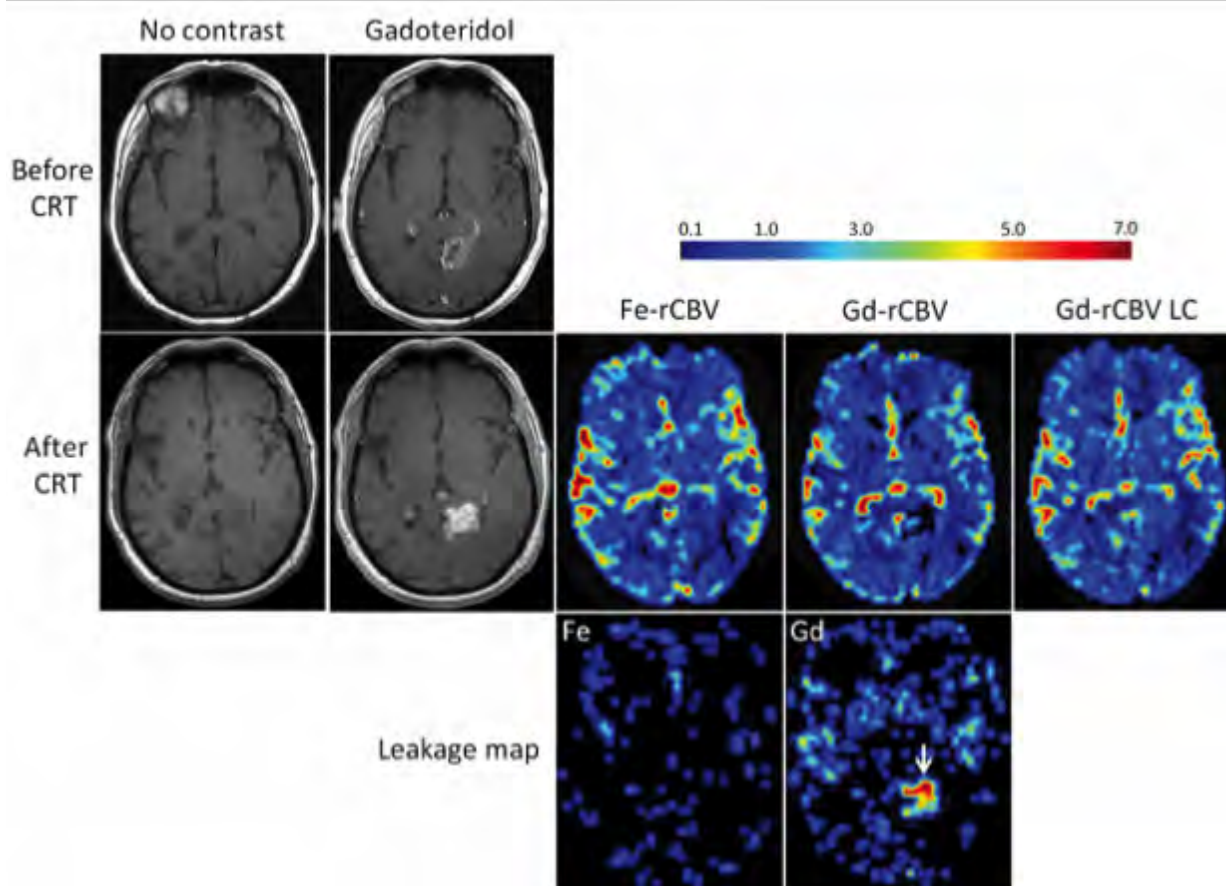 No contrast
Gadoteridol
Before
CRT
0.1 1.0 3.0 5.0 7.0
Fe-rCBV
Gd-rCBV
Gd-rCBV LC
After
CRT
Fe
Gd
Leakage map